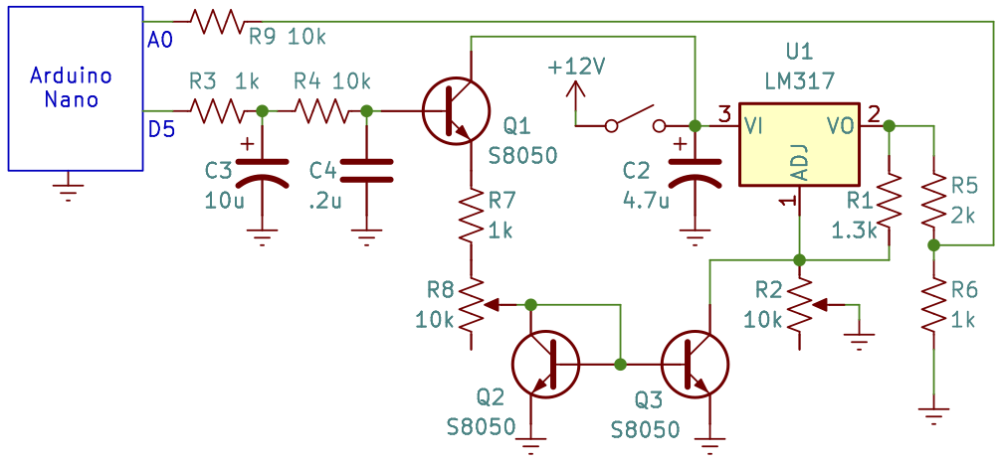 Arduino
Nano
A0
D5
R9 10k
R3 1k
R4 10k
+
C3
10u
C4
.2u
Q1
S8050
R7
1k
R8
10k
Q2
S8050
Q3
S8050
+12V
+
C2
4.7u
U1
LM317
3
VI
VO
2
ADJ
1
R1
1.3k
R5
2k
R2
10k
R6
1k